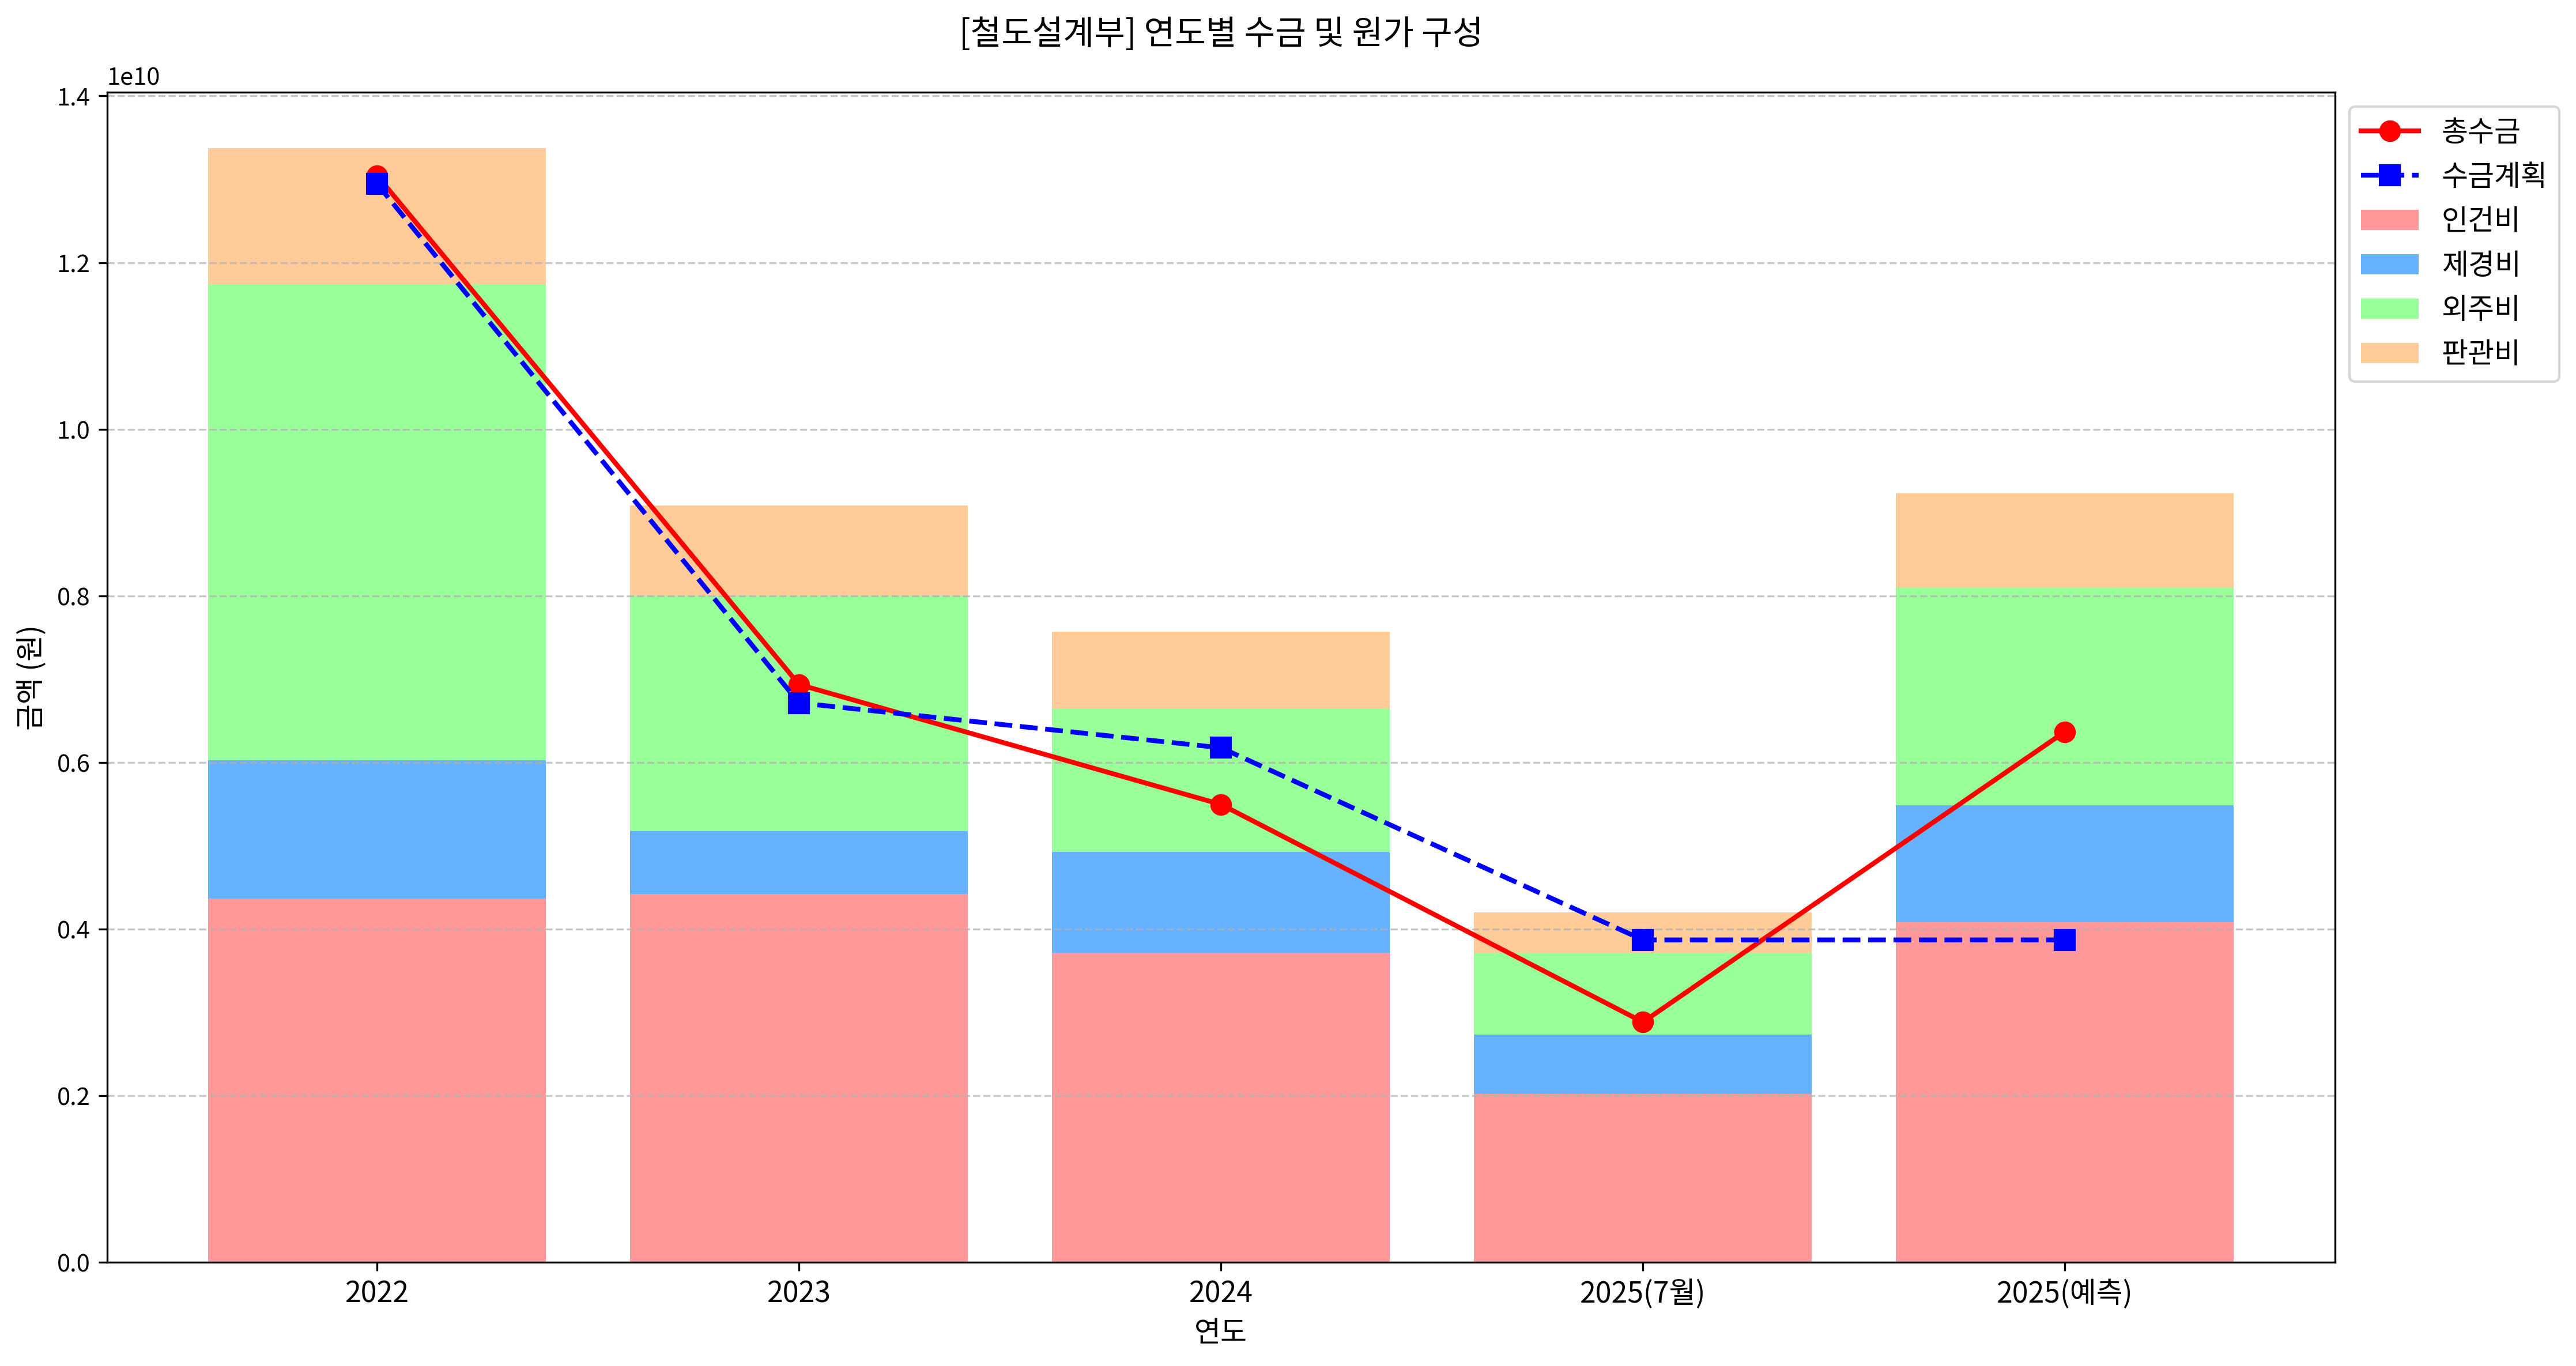 [철도설계부] 연도별 수금 및 원가 구성
1e10
1.4
1.2
1.0
0.8
0.6
0.4
0.2
0.0
금액 (원)
2022
2023
2024
2025(7월)
2025(예측)
연도
총수금
수금계획
인건비
제경비
외주비
판관비